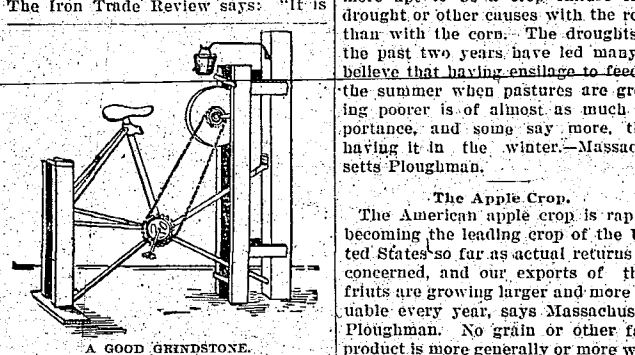 The Iron Trade Review says: "It is
A GOOD GRINDSTONE.
drought or other causes with the
than with the corn. The droughts
the past two years have led many
believe that having ensilage to feed
the summer when pastures are
ing poorer is of almost as much
portance, and some say more,
having it in the winter.—Massac
setts Ploughman.
The Apple Crop.
The American apple crop is rap
becoming the leading crop of the
ted States so far as actual returns
concerned, and our exports of
friuts are growing larger and more
uable every year, says Massachus
Ploughman. No grain or other
product is more generally or more